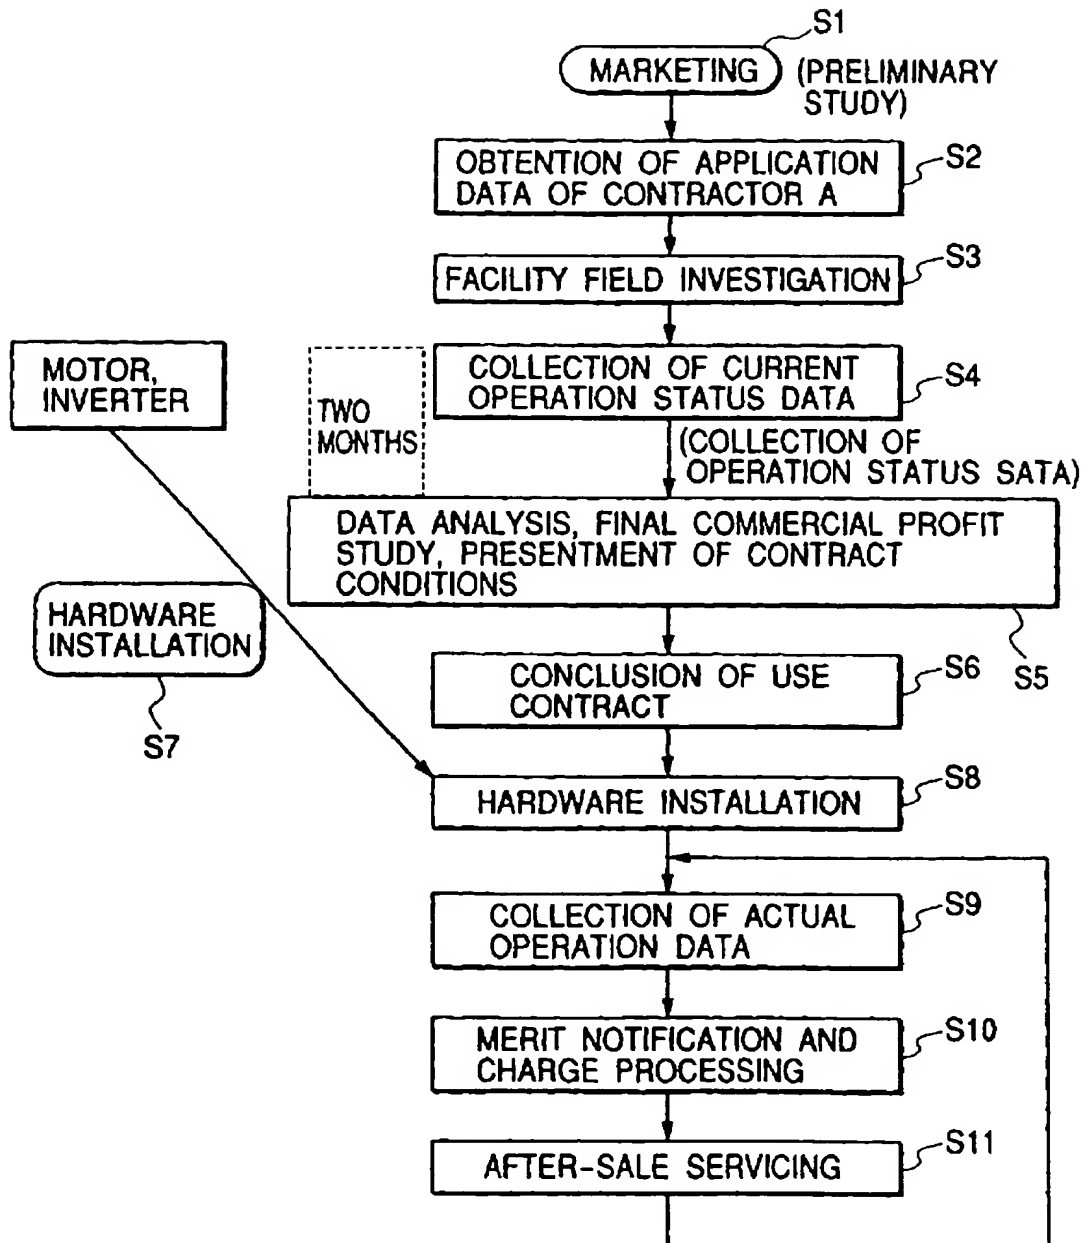 S1
MARKETING
(PRELIMINARY
STUDY)
OBTENTION OF APPLICATION
DATA OF CONTRACTOR A
S2
FACILITY FIELD INVESTIGATION
S3
MOTOR,
INVERTER
TWO
MONTHS
COLLECTION OF CURRENT
OPERATION STATUS DATA
S4
(COLLECTION OF
OPERATION STATUS SATA)
DATA ANALYSIS, FINAL COMMERCIAL PROFIT
STUDY, PRESENTMENT OF CONTRACT
CONDITIONS
S5
HARDWARE
INSTALLATION
S7
CONCLUSION OF USE
CONTRACT
S6
HARDWARE INSTALLATION
S8
COLLECTION OF ACTUAL
OPERATION DATA
S9
MERIT NOTIFICATION AND
CHARGE PROCESSING
S10
AFTER-SALE SERVICING
S11